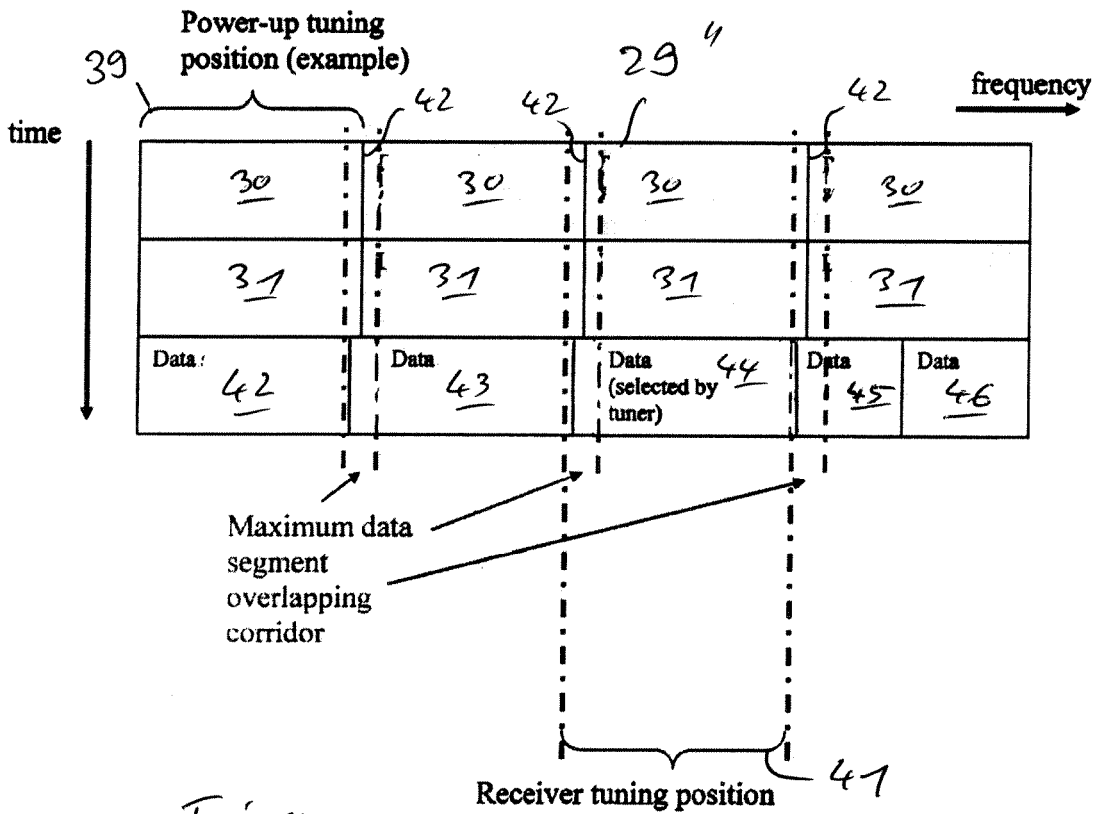 Power-up tuning
position (example)
39
29"
frequency
42
42
42
time
30
30
30
30
31
31
31
31
Data
42
Data
43
Data
(selected by
tuner)
44
Data
45
Data
46
Maximum data
segment
overlapping
corridor
Receiver tuning position
41